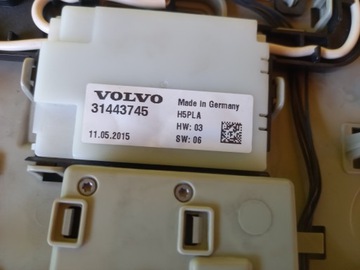 VOLVO
31443745
11.05.2015
Made in Germany
H5PLA
HW: 03
SW: 06